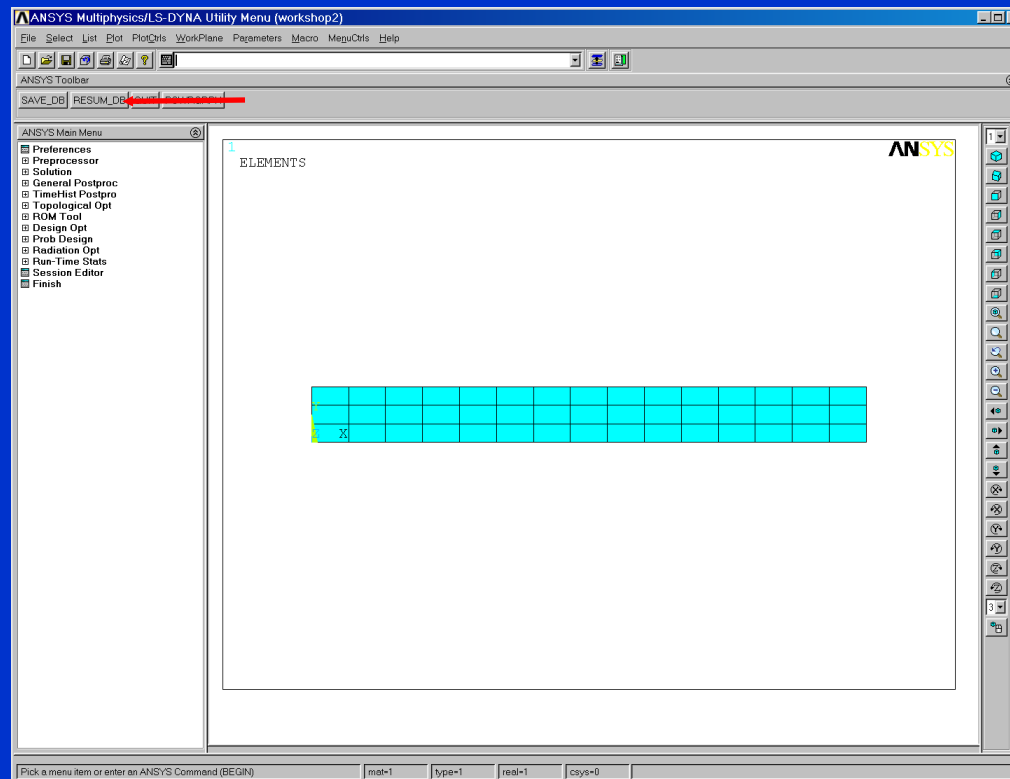 ANSYS Multiphysics/LS-DYNA Utility Menu (workshop2)
File Select List Plot PlotCtrls WorkPlane Parameters Macro MenuCtrls Help
ANSYS Toolbar
SAVE_DB RESUM_DB
ANSYS Main Menu
Preferences
Preprocessor
Solution
General Postproc
TimeHist Postpro
Topological Opt
ROM Tool
Design Opt
Prob Design
Radiation Opt
Run-Time Stats
Session Editor
Finish
1
ELEMENTS
ANSYS
Y
Z X
1
3
Pick a menu item or enter an ANSYS Command (BEGIN) mat=1 type=1 real=1 csys=0